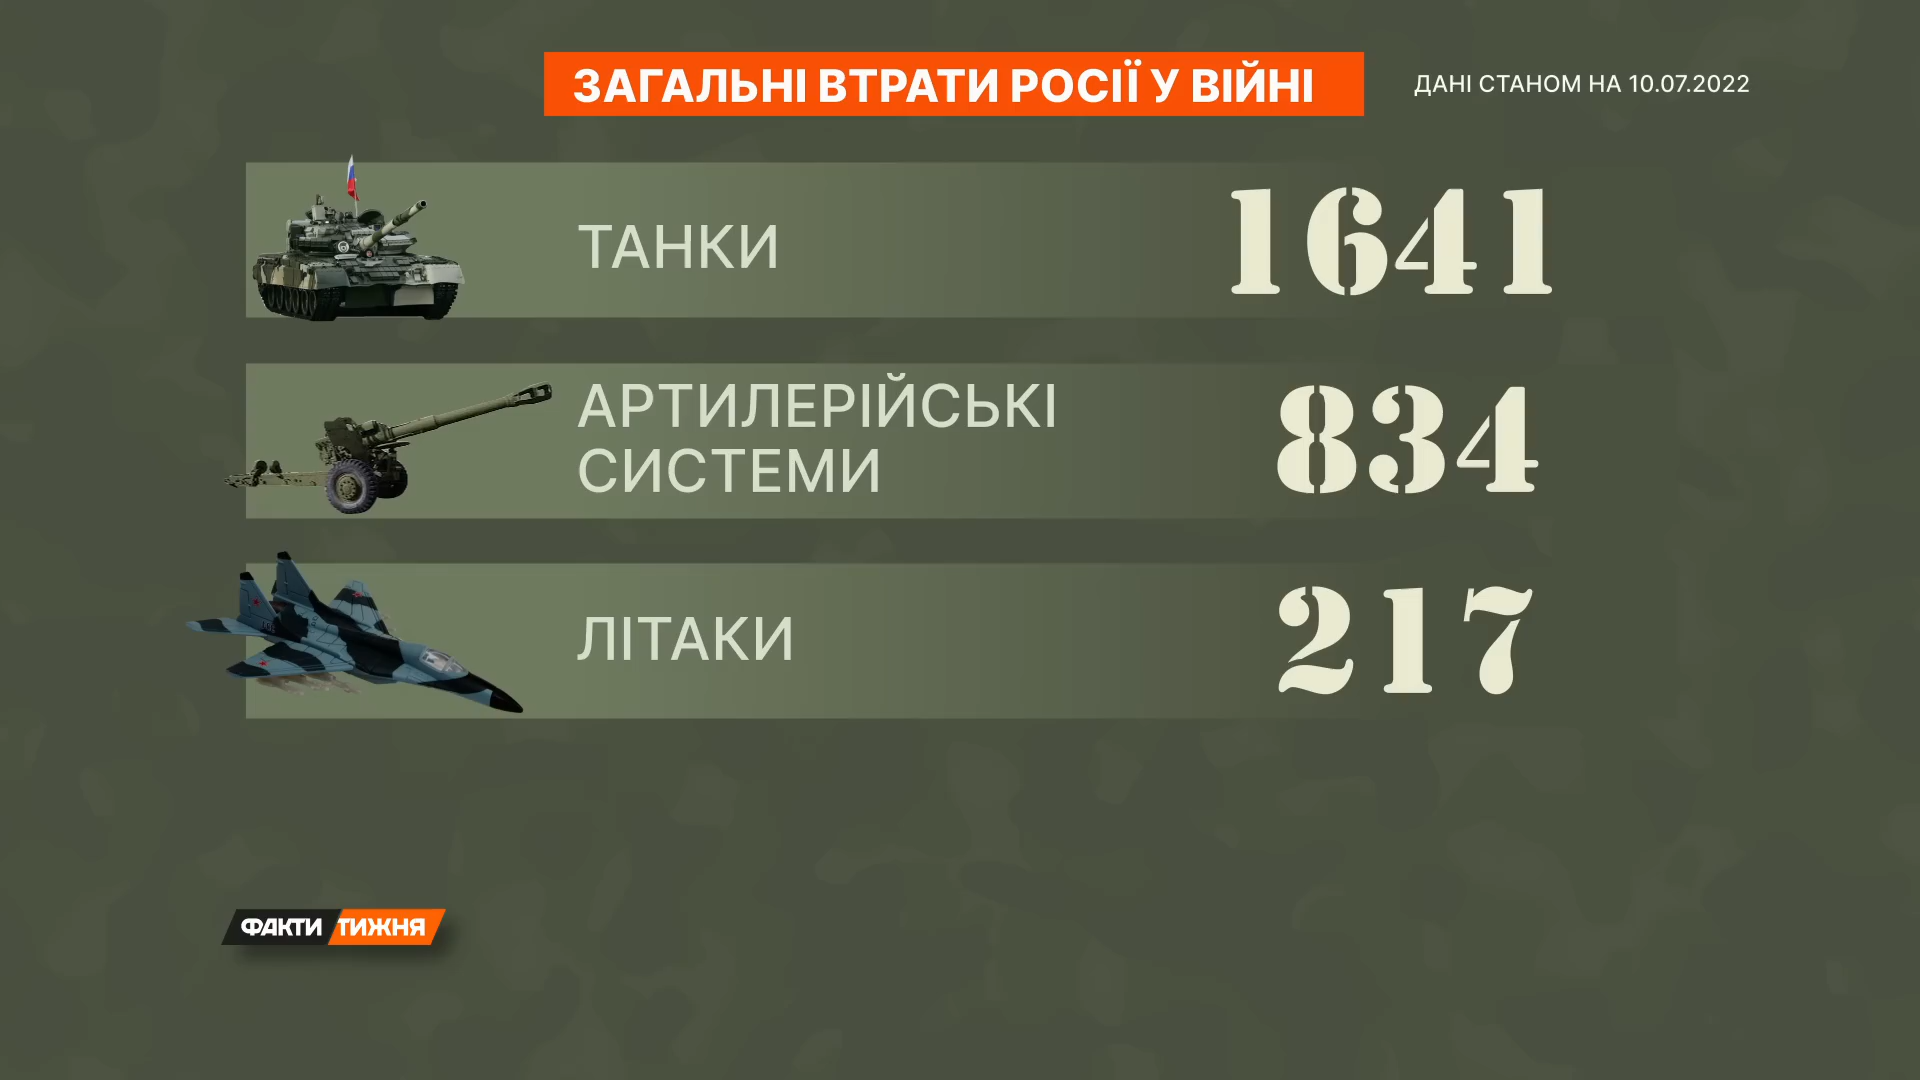 ЗАГАЛЬНІ ВТРАТИ РОСІЇ У ВІЙНІ
ДАНІ СТАНОМ НА 10.07.2022
ТАНКИ
1641
АРТИЛЕРІЙСЬКІ
СИСТЕМИ
834
ЛІТАКИ
217
ФАКТИ ТИЖНЯ